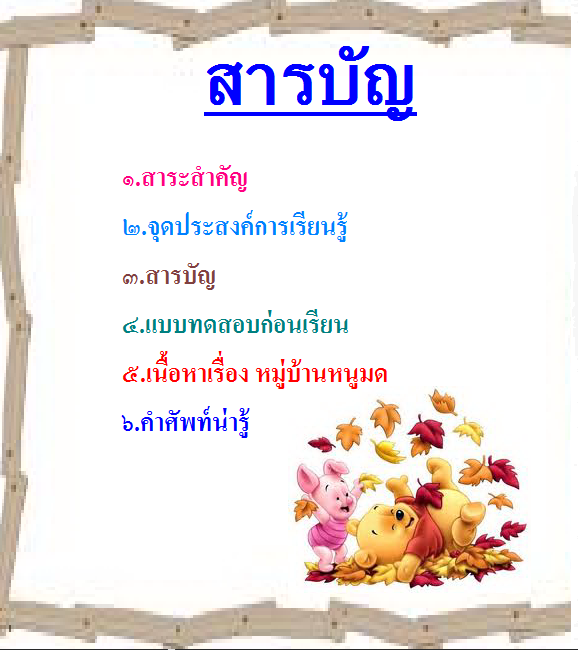 สารบัญ
๑.สาระสำคัญ
๒.จุดประสงค์การเรียนรู้
๓.สารบัญ
๔.แบบทดสอบก่อนเรียน
๕.เนื้อหาเรื่อง หมู่บ้านหนูมด
๖.คำศัพท์น่ารู้